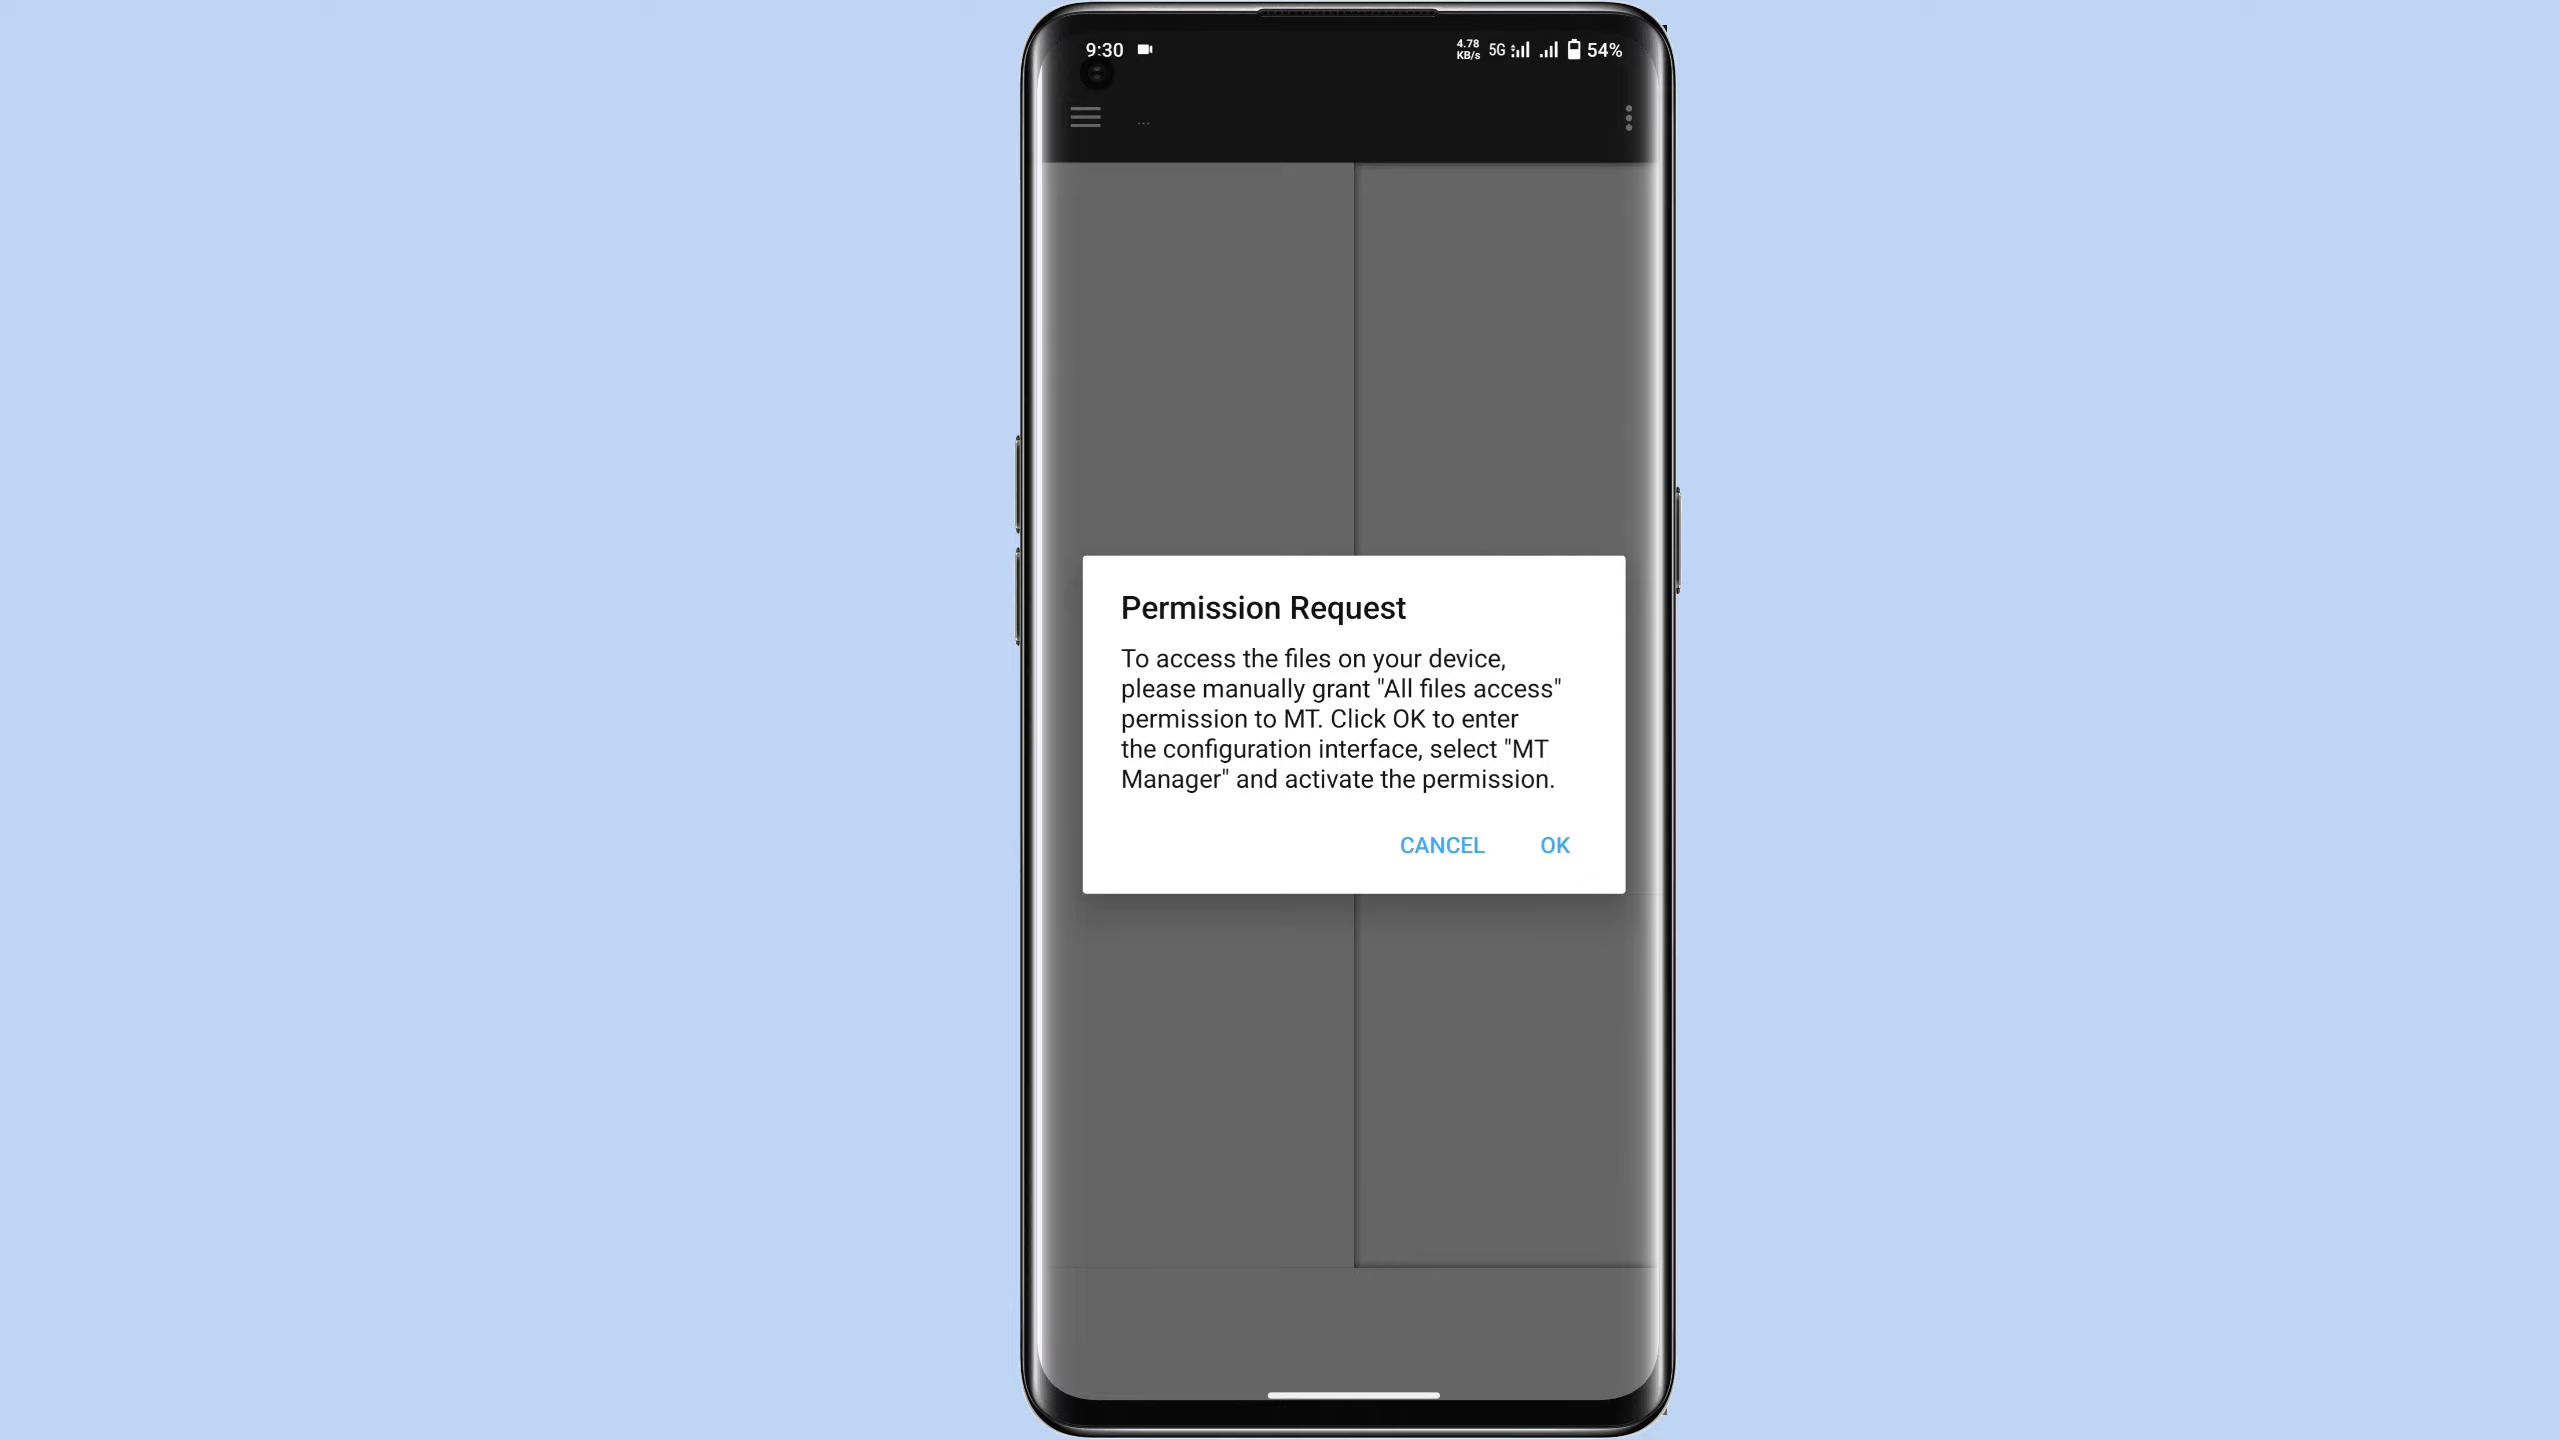 9:30
4.78 KB/s 5G 54%
...
Permission Request
To access the files on your device,
please manually grant "All files access"
permission to MT. Click OK to enter
the configuration interface, select "MT
Manager" and activate the permission.
CANCEL OK